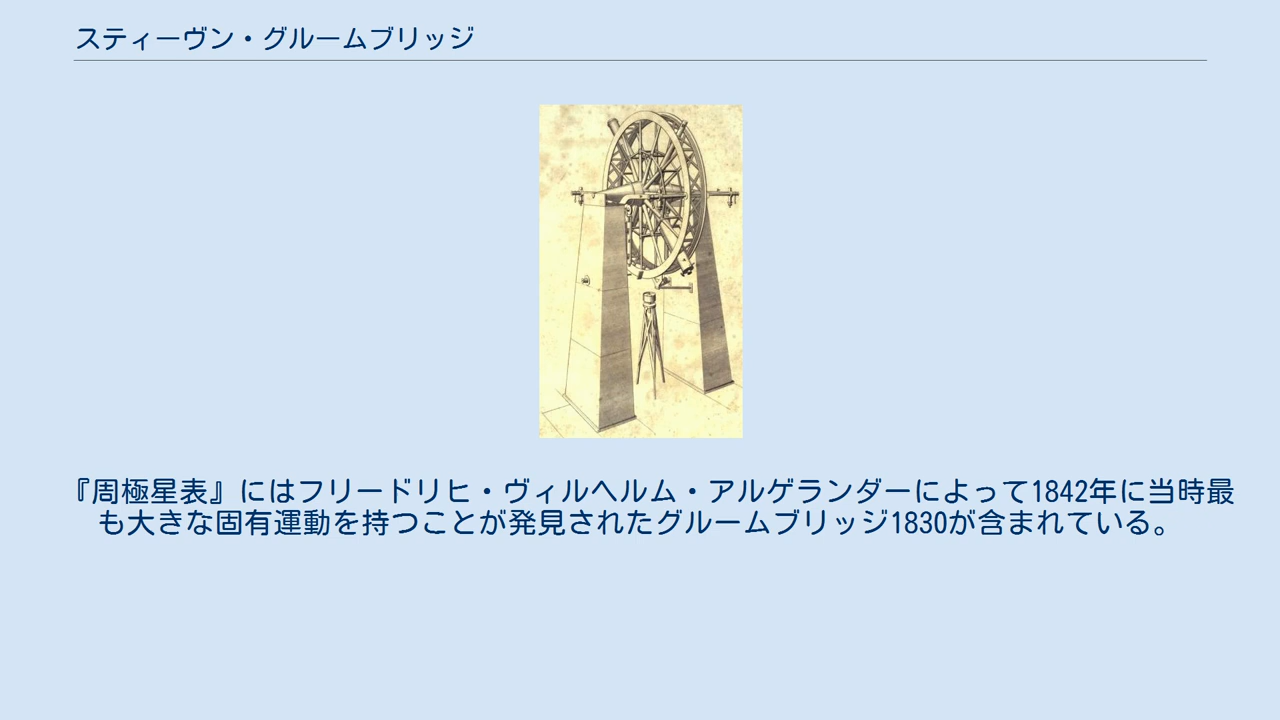 スティーヴン・グルームブリッジ
『周極星表』にはフリードリヒ・ヴィルヘルム・アルゲランダーによって1842年に当時最
も大きな固有運動を持つことが発見されたグルームブリッジ1830が含まれている。